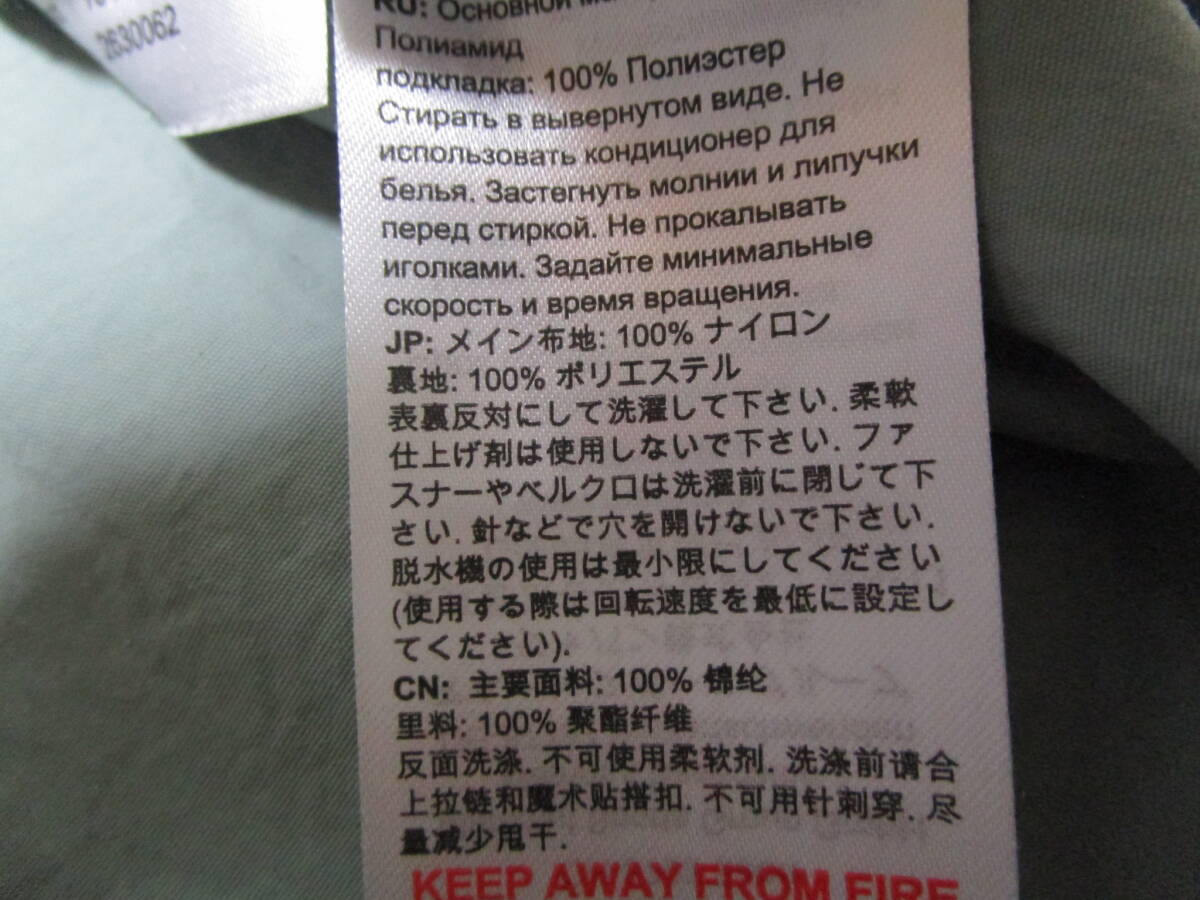 2630062
RU: Основной
Полиамид
подкладка: 100% Полиэстер
Стирать в вывернутом виде. Не
использовать кондиционер для
белья. Застегнуть молнии и липучки
перед стиркой. Не прокалывать
иголками. Задайте минимальные
скорость и время вращения.
JP: メイン布地: 100% ナイロン
裏地: 100% ポリエステル
表裏反対にして洗濯して下さい. 柔軟
仕上げ剤は使用しないで下さい. ファ
スナーやベルクロは洗濯前に閉じて下
さい. 針などで穴を開けないで下さい.
脱水機の使用は最小限にしてください
(使用する際は回転速度を最低に設定し
てください).
CN: 主要面料: 100% 锦纶
里料: 100% 聚酯纤维
反面洗涤. 不可使用柔软剂. 洗涤前请合
上拉链和魔术贴搭扣. 不可用针刺穿. 尽
量减少甩干.
KEEP AWAY FROM FIRE